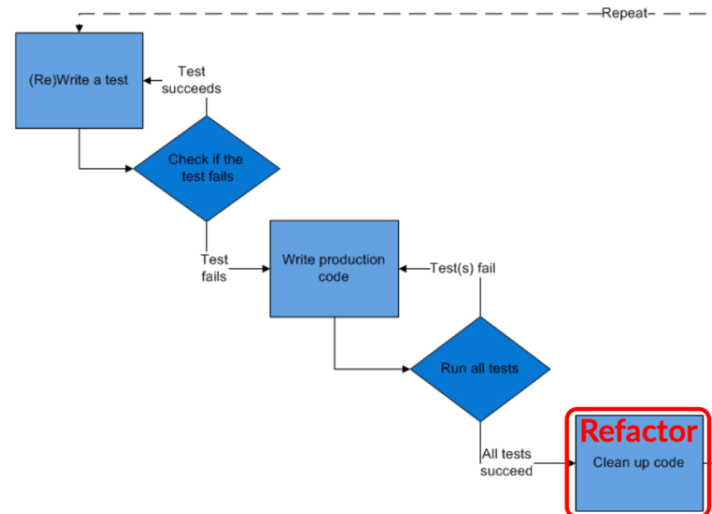 Repeat
(Re)Write a test
Test
succeeds
Check if the
test fails
Test
fails
Write production
code
Test(s) fail
Run all tests
All tests
succeed
Refactor
Clean up code